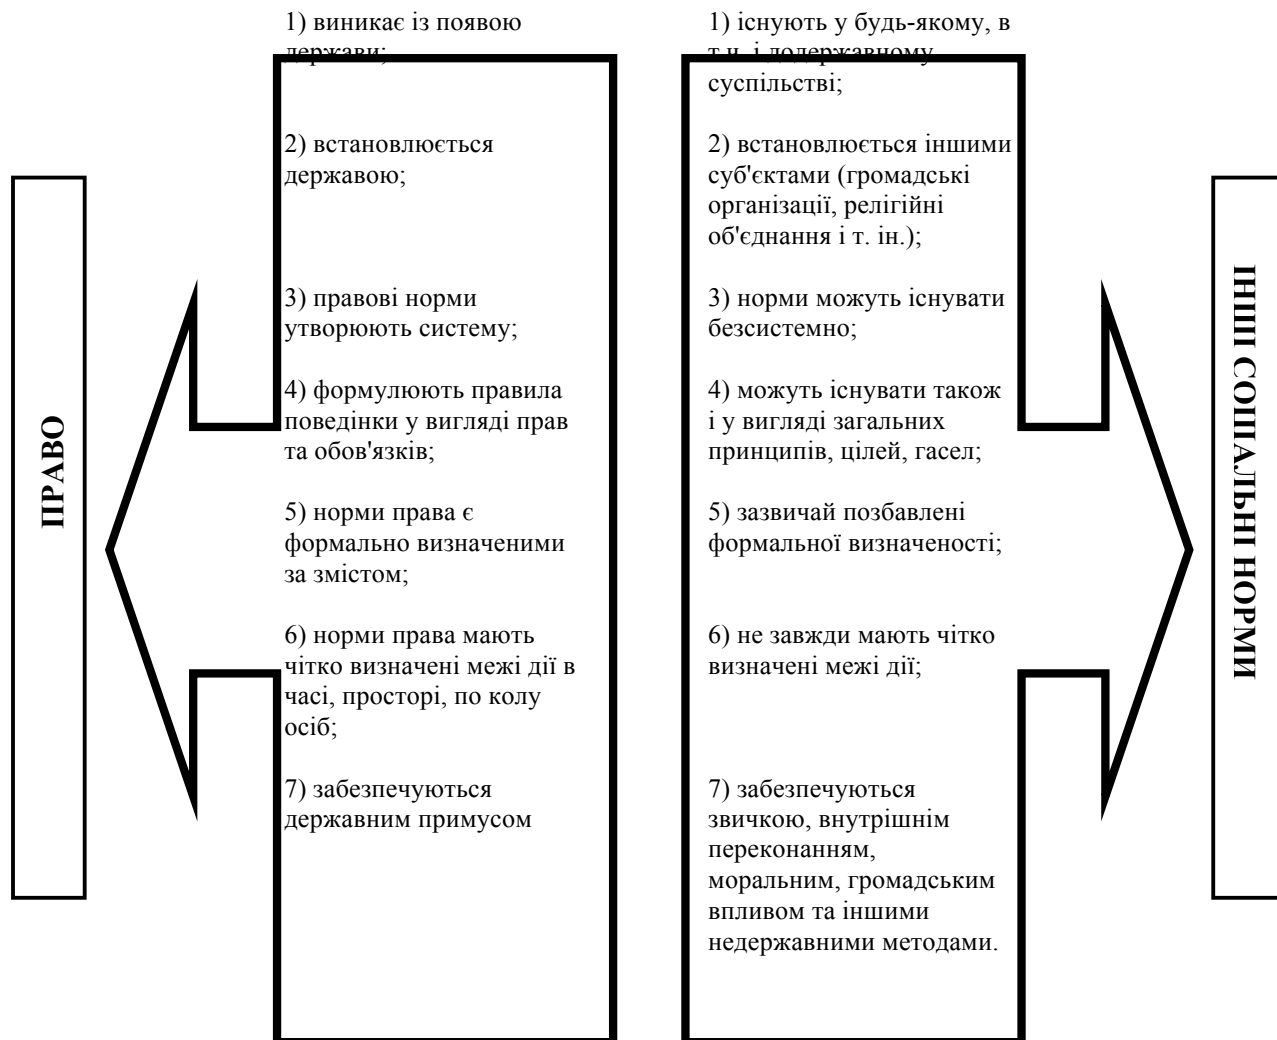 ПРАВО
1) виникає із появою
держави;
2) встановлюється
державою;
3) правові норми
утворюють систему;
4) формулюють правила
поведінки у вигляді прав
та обов'язків;
5) норми права є
формально визначеними
за змістом;
6) норми права мають
чітко визначені межі дії в
часі, просторі, по колу
осіб;
7) забезпечуються
державним примусом
1) існують у будь-якому, в
т.ч. і додержавному
суспільстві;
2) встановлюється іншими
суб'єктами (громадські
організації, релігійні
об'єднання і т. ін.);
3) норми можуть існувати
безсистемно;
4) можуть існувати також
і у вигляді загальних
принципів, цілей, гасел;
5) зазвичай позбавлені
формальної визначеності;
6) не завжди мають чітко
визначені межі дії;
7) забезпечуються
звичкою, внутрішнім
переконанням,
моральним, громадським
впливом та іншими
недержавними методами.
ІНШІ СОЦІАЛЬНІ НОРМИ